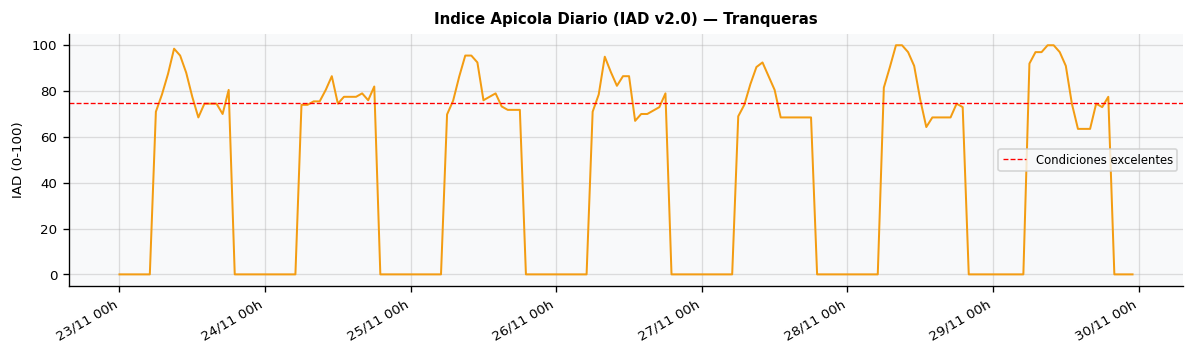 Indice Apicola Diario (IAD v2.0) — Tranqueras
IAD (0-100)
100
80
60
40
20
0
Condiciones excelentes
23/11 00h
24/11 00h
25/11 00h
26/11 00h
27/11 00h
28/11 00h
29/11 00h
30/11 00h